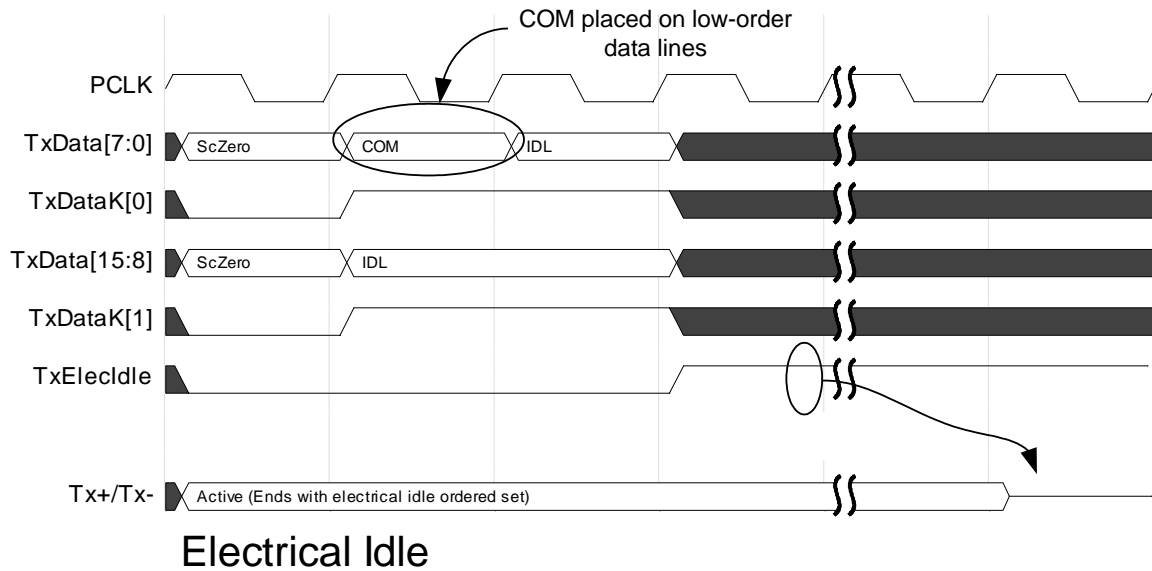 COM placed on low-order
data lines
PCLK
TxData[7:0]
ScZero
COM
IDL
TxDataK[0]
TxData[15:8]
ScZero
IDL
TxDataK[1]
TxElecIdle
Tx+/Tx-
Active (Ends with electrical idle ordered set)
Electrical Idle